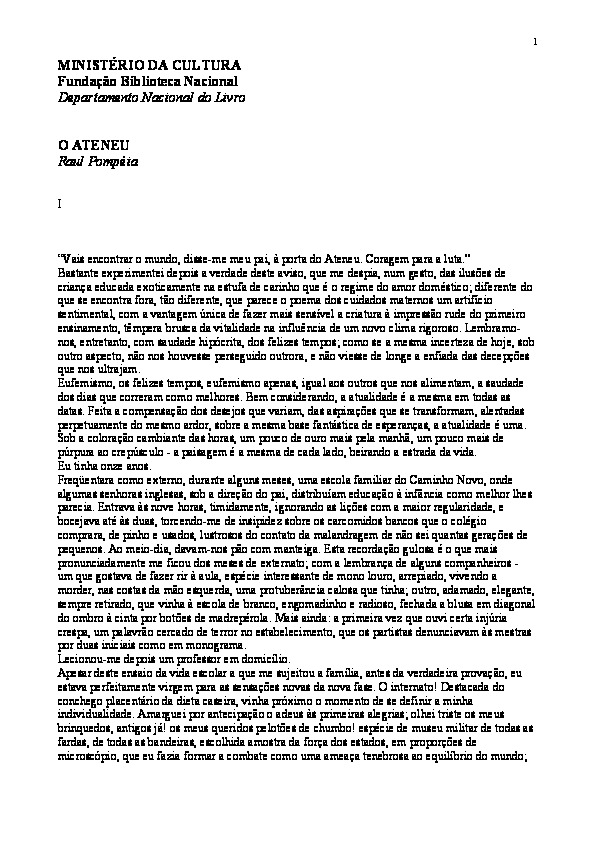 1
MINISTÉRIO DA CULTURA
Fundação Biblioteca Nacional
Departamento Nacional do Livro
O ATENEU
Raul Pompéia
I
"Vais encontrar o mundo, disse-me meu pai, à porta do Ateneu. Coragem para a luta."
Bastante experimentei depois a verdade deste aviso, que me despia, num gesto, das ilusões de
criança educada exoticamente na estufa de carinho que é o regime do amor doméstico; diferente do
que se encontra fora, tão diferente, que parece o poema dos cuidados maternos um artifício
sentimental, com a vantagem única de fazer mais sensível a criatura à impressão rude do primeiro
ensinamento, têmpera brusca da vitalidade na influência de um novo clima rigoroso. Lembramo-
nos, entretanto, com saudade hipócrita, dos felizes tempos; como se a mesma incerteza de hoje, sob
outro aspecto, não nos houvesse perseguido outrora, e não viesse de longe a enfiada das decepções
que nos ultrajam.
Eufemismo, os felizes tempos, eufemismo apenas, igual aos outros que nos alimentam, a saudade
dos dias que correram como melhores. Bem considerando, a atualidade é a mesma em todas as
datas. Feita a compensação dos desejos que variam, das aspirações que se transformam, alentadas
perpetuamente do mesmo ardor, sobre a mesma base fantástica de esperanças, a atualidade é uma.
Sob a coloração cambiante das horas, um pouco de ouro mais pela manhã, um pouco mais de
púrpura ao crepúsculo - a paisagem é a mesma de cada lado, beirando a estrada da vida.
Eu tinha onze anos.
Freqüentara como externo, durante alguns meses, uma escola familiar do Caminho Novo, onde
algumas senhoras inglesas, sob a direção do pai, distribuíam educação à infância como melhor lhes
parecia. Entrava às nove horas, timidamente, ignorando as lições com a maior regularidade, e
bocejava até às duas, torcendo-me de insipidez sobre os carcomidos bancos que o colégio
comprara, de pinho e usados, lustrosos do contato da malandragem de não sei quantas gerações de
pequenos. Ao meio-dia, davam-nos pão com manteiga. Esta recordação gulosa é o que mais
pronunciadamente me ficou dos meses de externato; com a lembrança de alguns companheiros -
um que gostava de fazer rir à aula, espécie interessante de mono louro, arrepiado, vivendo a
morder, nas costas da mão esquerda, uma protuberância calosa que tinha; outro, adamado, elegante,
sempre retirado, que vinha à escola de branco, engomadinho e radioso, fechada a blusa em diagonal
do ombro à cinta por botões de madrepérola. Mais ainda: a primeira vez que ouvi certa injúria
crespa, um palavrão cercado de terror no estabelecimento, que os partistas denunciavam às mestras
por duas iniciais como em monograma.
Lecionou-me depois um professor em domicílio.
Apesar deste ensaio da vida escolar a que me sujeitou a família, antes da verdadeira provação, eu
estava perfeitamente virgem para as sensações novas da nova fase. O internato! Destacada do
conchego placentário da dieta caseira, vinha próximo o momento de se definir a minha
individualidade. Amarguei por antecipação o adeus às primeiras alegrias; olhei triste os meus
brinquedos, antigos já! os meus queridos pelotões de chumbo! espécie de museu militar de todas as
fardas, de todas as bandeiras, escolhida amostra da força dos estados, em proporções de
microscópio, que eu fazia formar a combate como uma ameaça tenebrosa ao equilíbrio do mundo;